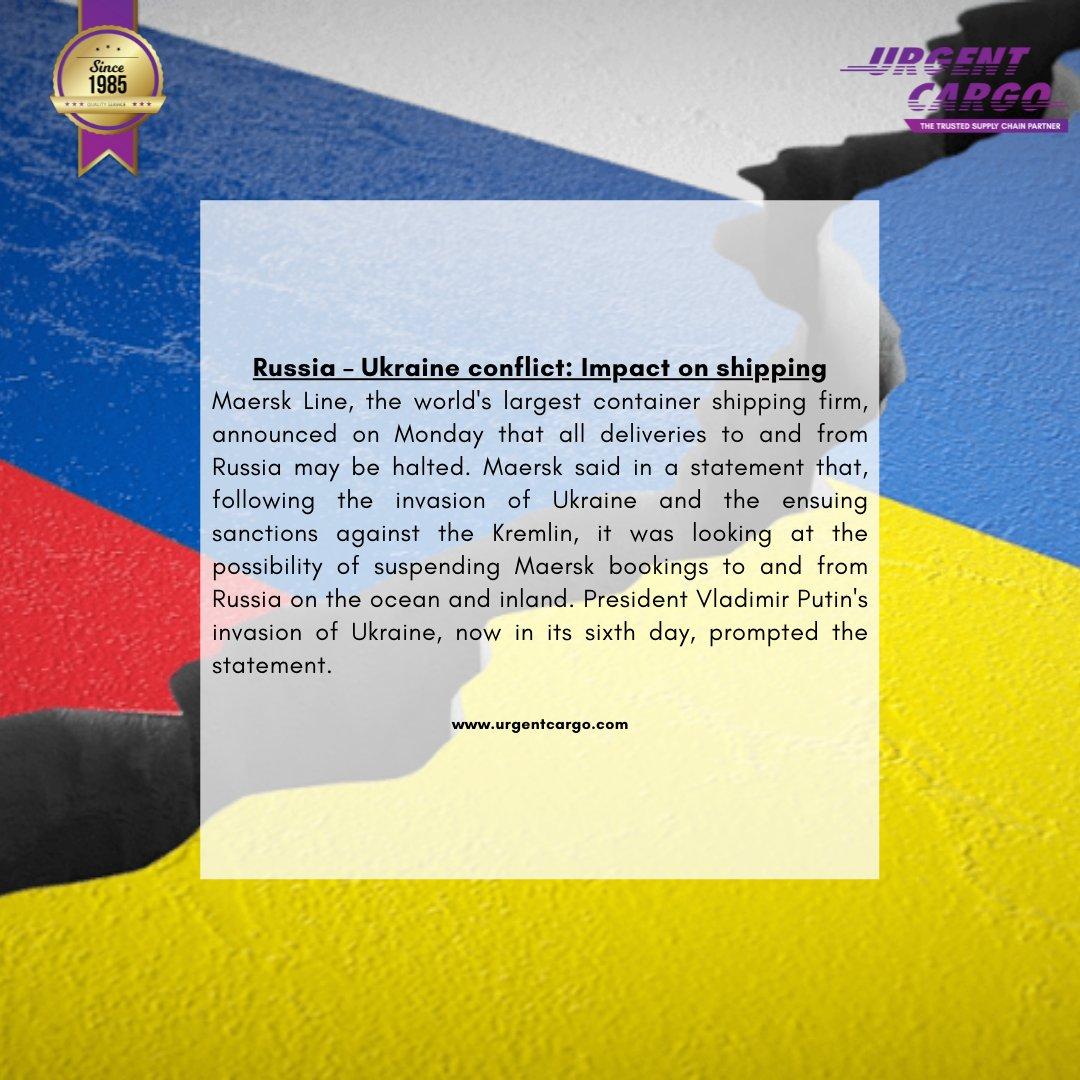 Since
1985
QUALITY SERVICE
URGENT
CARGO
THE TRUSTED SUPPLY CHAIN PARTNER
Russia - Ukraine conflict: Impact on shipping
Maersk Line, the world's largest container shipping firm,
announced on Monday that all deliveries to and from
Russia may be halted. Maersk said in a statement that,
following the invasion of Ukraine and the ensuing
sanctions against the Kremlin, it was looking at the
possibility of suspending Maersk bookings to and from
Russia on the ocean and inland. President Vladimir Putin's
invasion of Ukraine, now in its sixth day, prompted the
statement.
www.urgentcargo.com